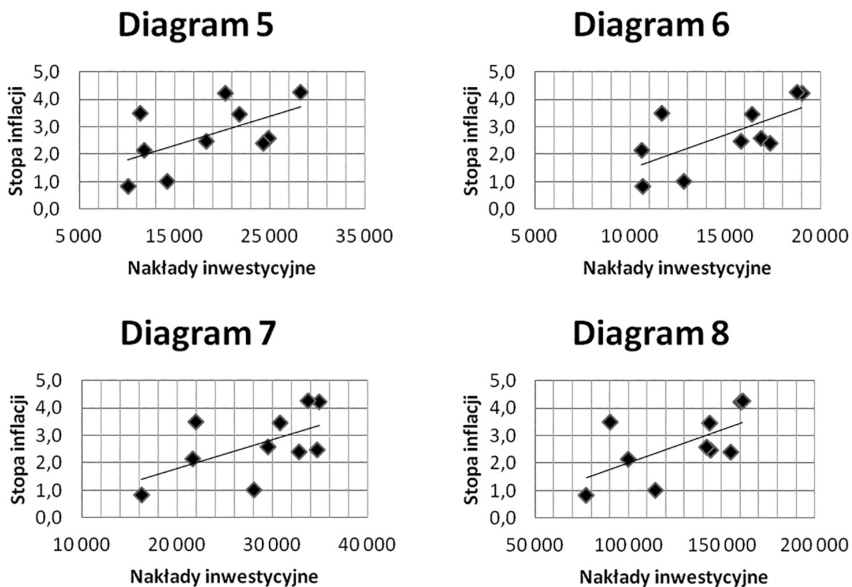 Diagram 5
Stopa inflacji
5,0
4,0
3,0
2,0
1,0
0,0
5 000 15 000 25 000 35 000
Nakłady inwestycyjne
Diagram 6
Stopa inflacji
5,0
4,0
3,0
2,0
1,0
0,0
5 000 10 000 15 000 20 000
Nakłady inwestycyjne
Diagram 7
Stopa inflacji
5,0
4,0
3,0
2,0
1,0
0,0
10 000 20 000 30 000 40 000
Nakłady inwestycyjne
Diagram 8
Stopa inflacji
5,0
4,0
3,0
2,0
1,0
0,0
50 000 100 000 150 000 200 000
Nakłady inwestycyjne